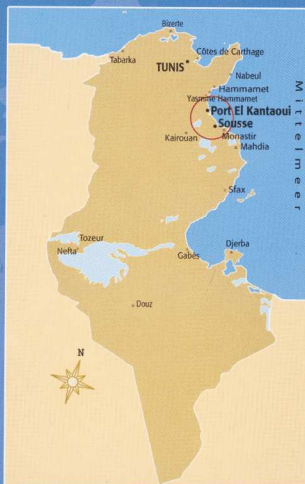 Bizerte
Tabarka
Côtes de Carthage
TUNIS
Nabeul
Hammamet
Yasmine Hammamet
Port El Kantaoui
Sousse
Kairouan
Monastir
Mahdia
Mittelmeer
Sfax
Tozeur
Nefta
Gabès
Djerba
Douz
N